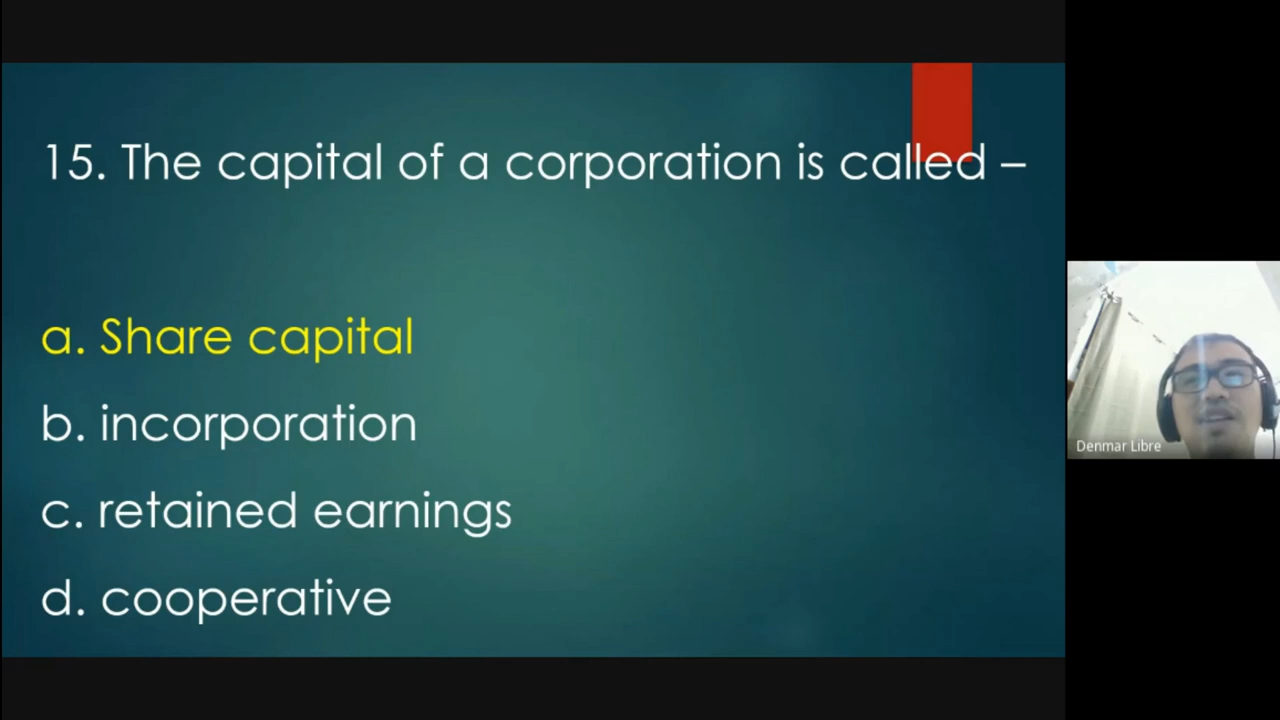 15. The capital of a corporation is called –
a. Share capital
b. incorporation
c. retained earnings
d. cooperative
Denmar Libre